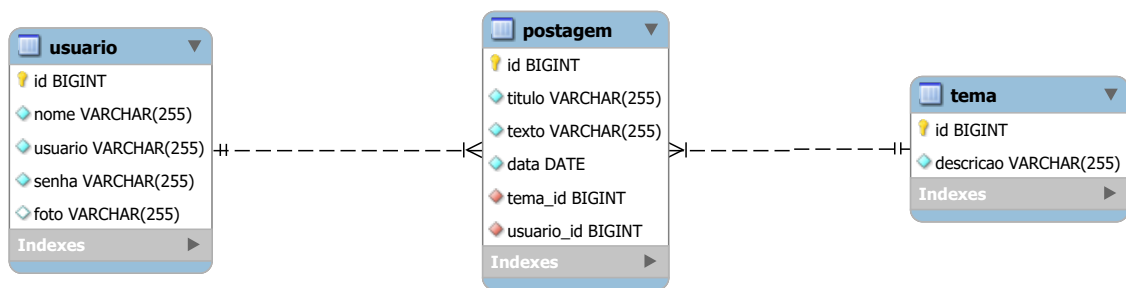 usuario
id BIGINT
nome VARCHAR(255)
usuario VARCHAR(255)
senha VARCHAR(255)
foto VARCHAR(255)
Indexes
postagem
id BIGINT
titulo VARCHAR(255)
texto VARCHAR(255)
data DATE
tema_id BIGINT
usuario_id BIGINT
Indexes
tema
id BIGINT
descricao VARCHAR(255)
Indexes